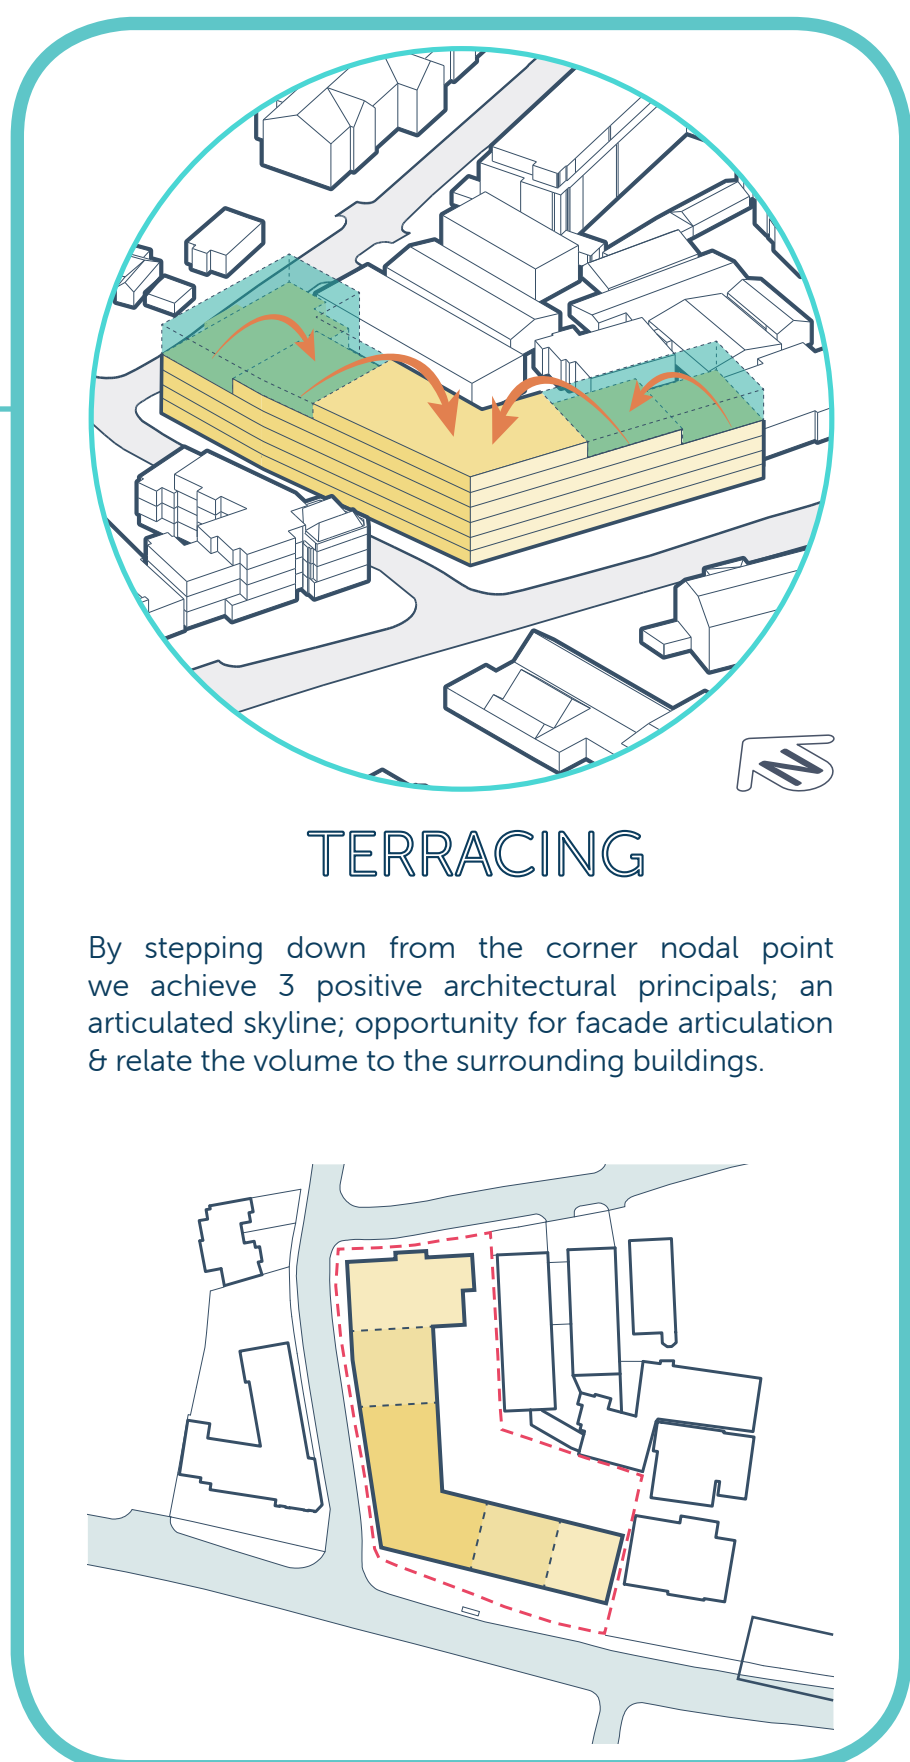 N
TERRACING
By stepping down from the corner nodal point
we achieve 3 positive architectural principals; an
articulated skyline; opportunity for facade articulation
& relate the volume to the surrounding buildings.